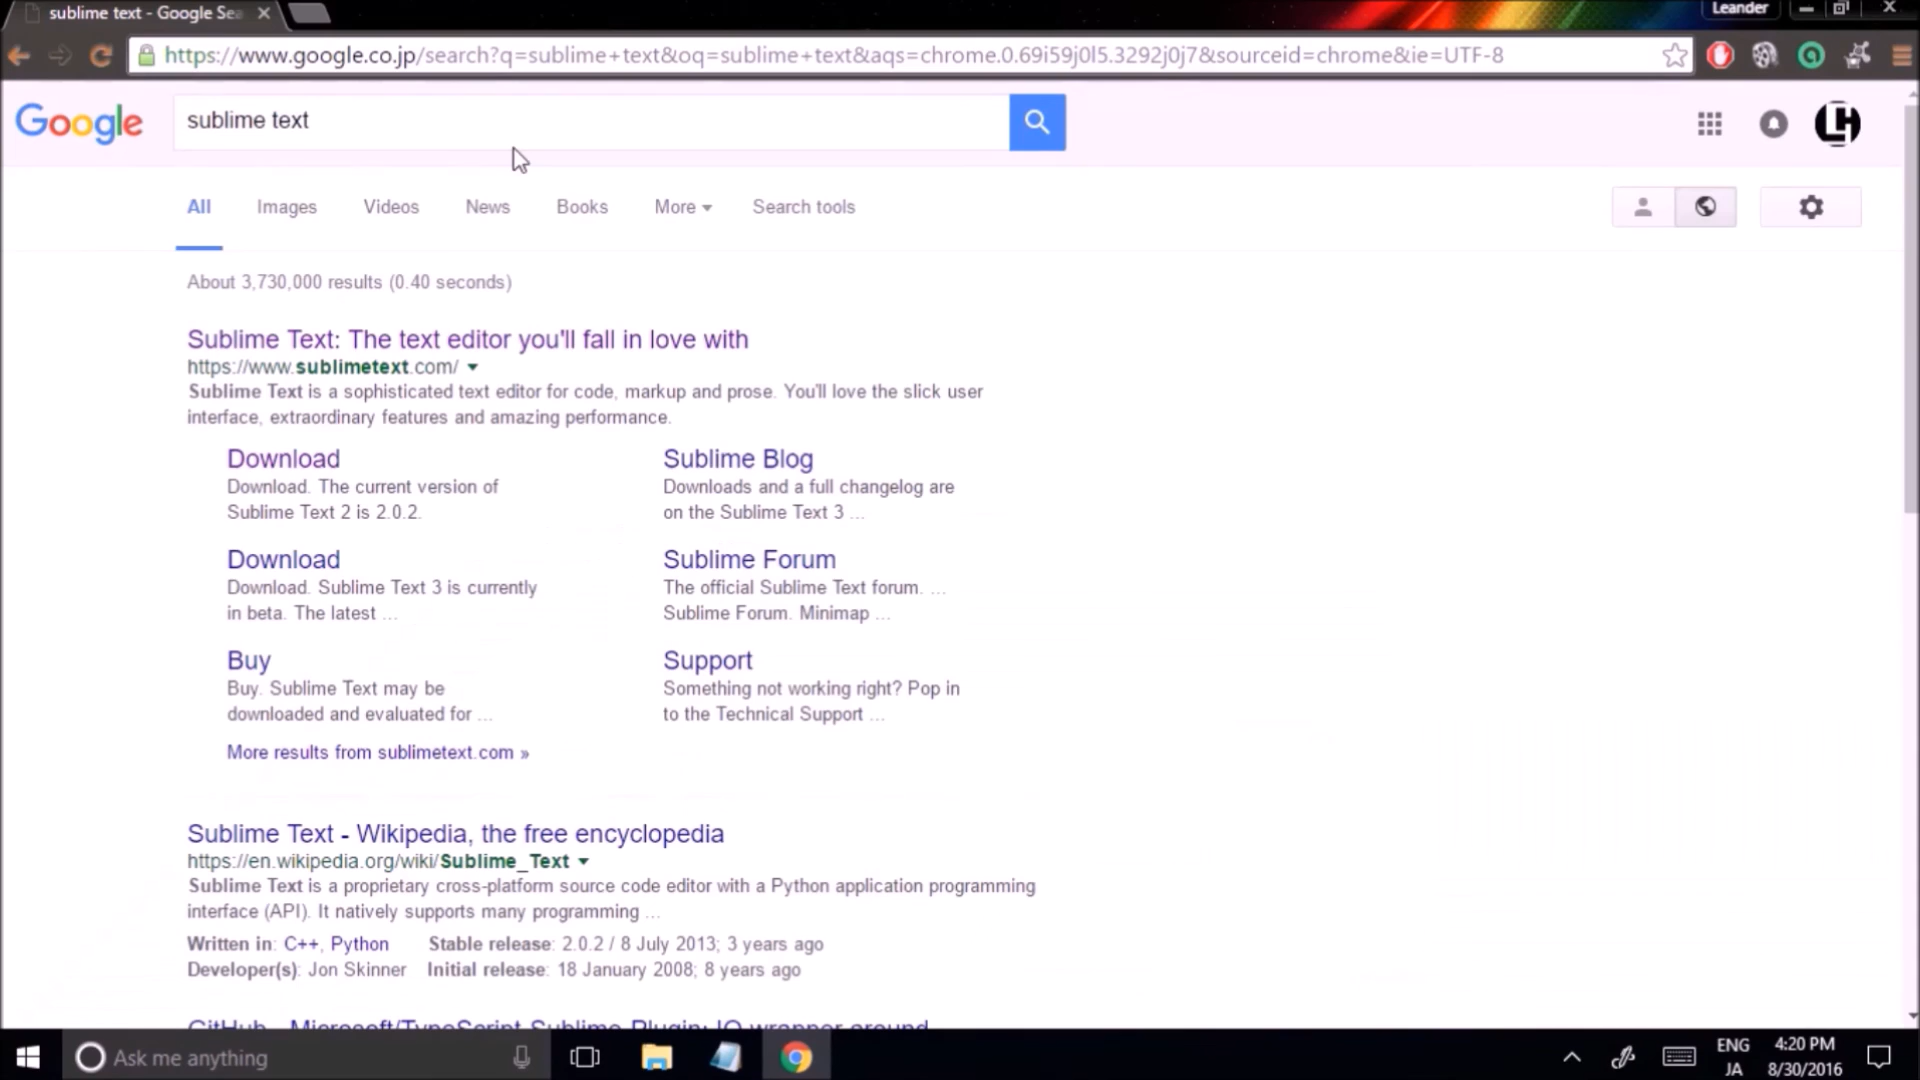 sublime text - Google Sea
Leander
https://www.google.co.jp/search?q=sublime+text&oq=sublime+text&aqs=chrome.0.69i59j0l5.3292j0j7&sourceid=chrome&ie=UTF-8
Google
sublime text
LH
All Images Videos News Books More Search tools
About 3,730,000 results (0.40 seconds)
Sublime Text: The text editor you'll fall in love with
https://www.sublimetext.com/
Sublime Text is a sophisticated text editor for code, markup and prose. You'll love the slick user
interface, extraordinary features and amazing performance.
Download
Download. The current version of
Sublime Text 2 is 2.0.2.
Sublime Blog
Downloads and a full changelog are
on the Sublime Text 3 ...
Download
Download. Sublime Text 3 is currently
in beta. The latest ...
Sublime Forum
The official Sublime Text forum. ...
Sublime Forum. Minimap ...
Buy
Buy. Sublime Text may be
downloaded and evaluated for ...
Support
Something not working right? Pop in
to the Technical Support ...
More results from sublimetext.com »
Sublime Text - Wikipedia, the free encyclopedia
https://en.wikipedia.org/wiki/Sublime_Text
Sublime Text is a proprietary cross-platform source code editor with a Python application programming
interface (API). It natively supports many programming ...
Written in: C++, Python Stable release: 2.0.2 / 8 July 2013; 3 years ago
Developer(s): Jon Skinner Initial release: 18 January 2008; 8 years ago
GitHub - Microsoft/TypeScript-Sublime-Plugin: IO wrapper around
Ask me anything
ENG
JA
4:20 PM
8/30/2016